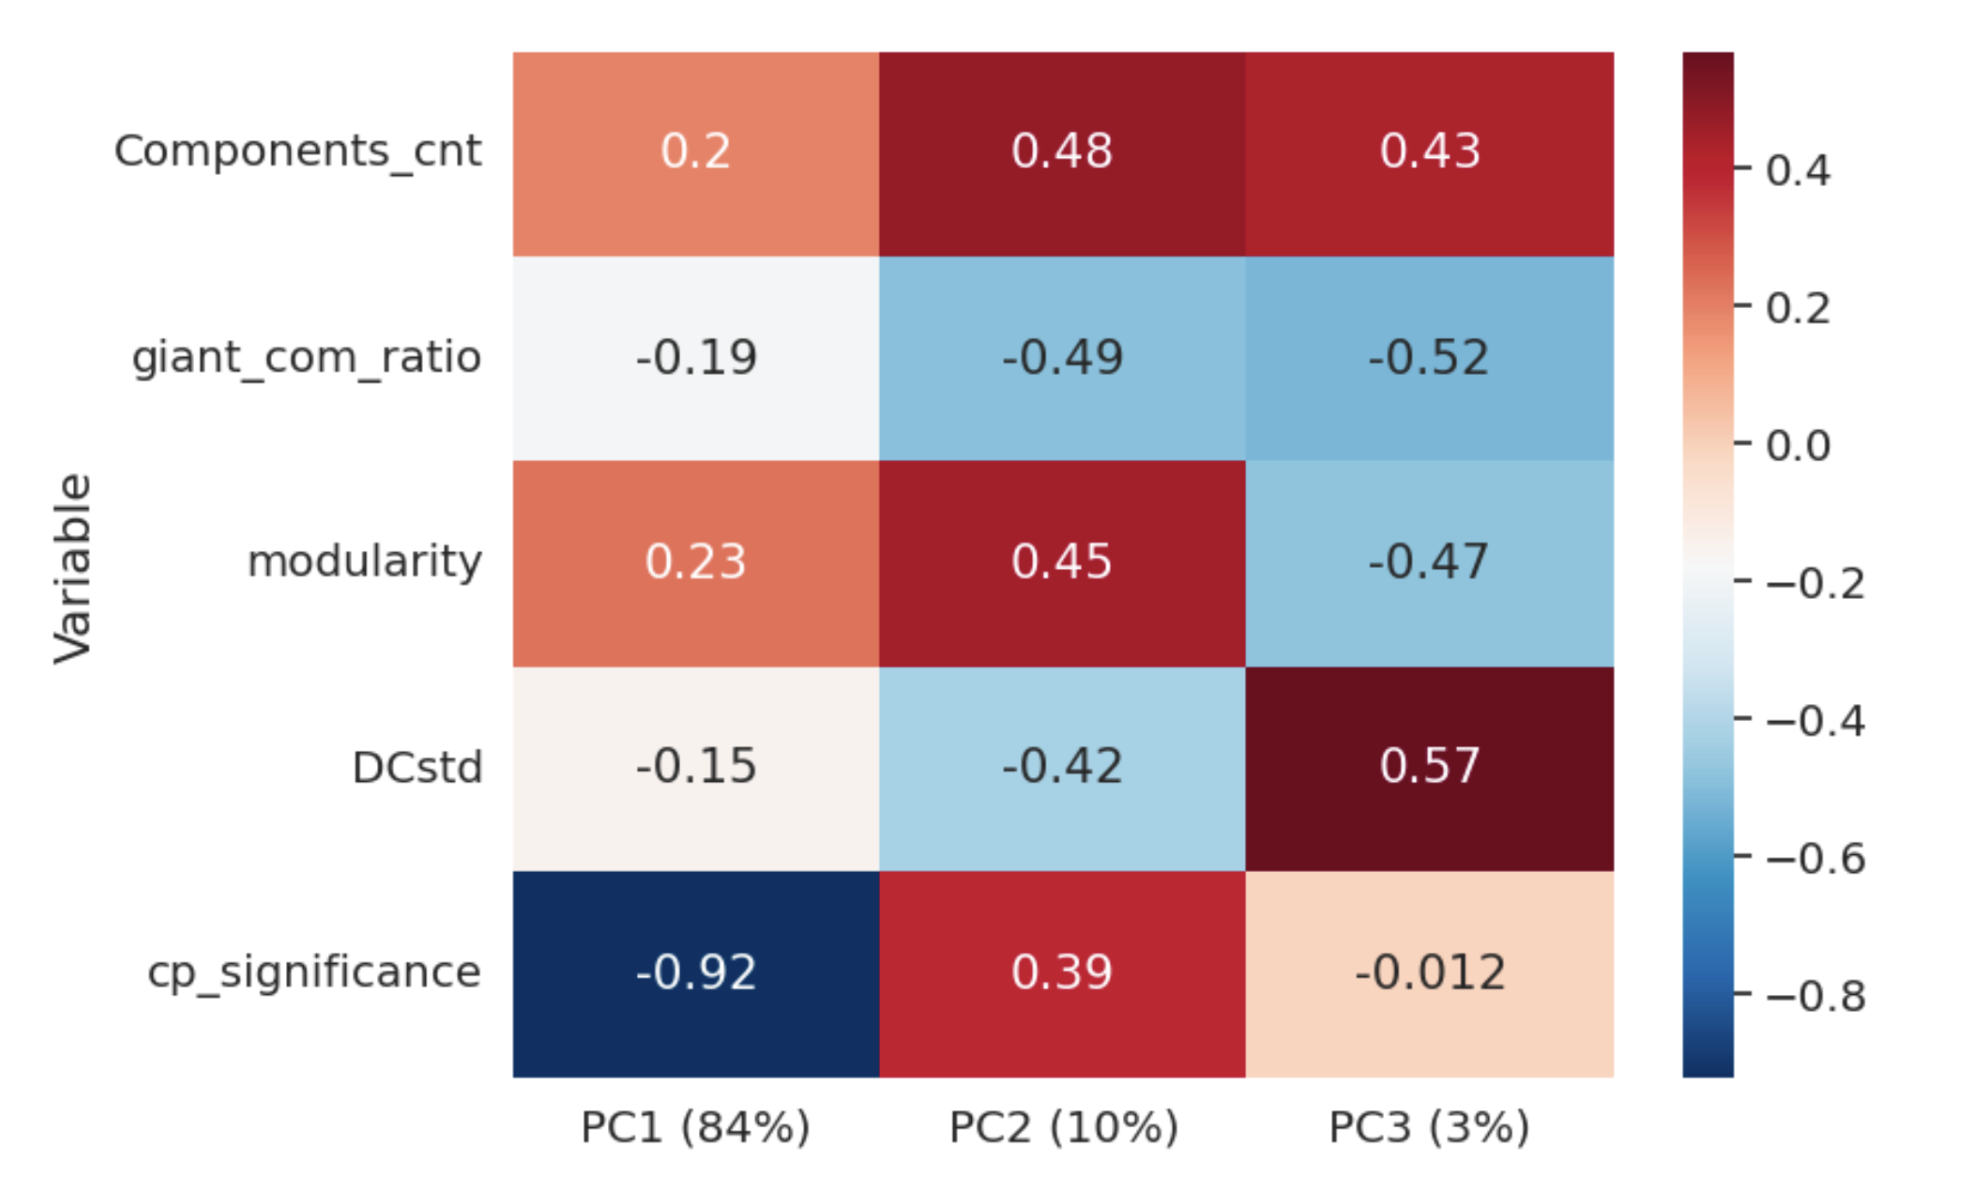 Variable
Components_cnt 0.2 0.48 0.43
giant_com_ratio -0.19 -0.49 -0.52
modularity 0.23 0.45 -0.47
DCstd -0.15 -0.42 0.57
cp_significance -0.92 0.39 -0.012
PC1 (84%) PC2 (10%) PC3 (3%)
0.4
0.2
0.0
−0.2
−0.4
−0.6
−0.8